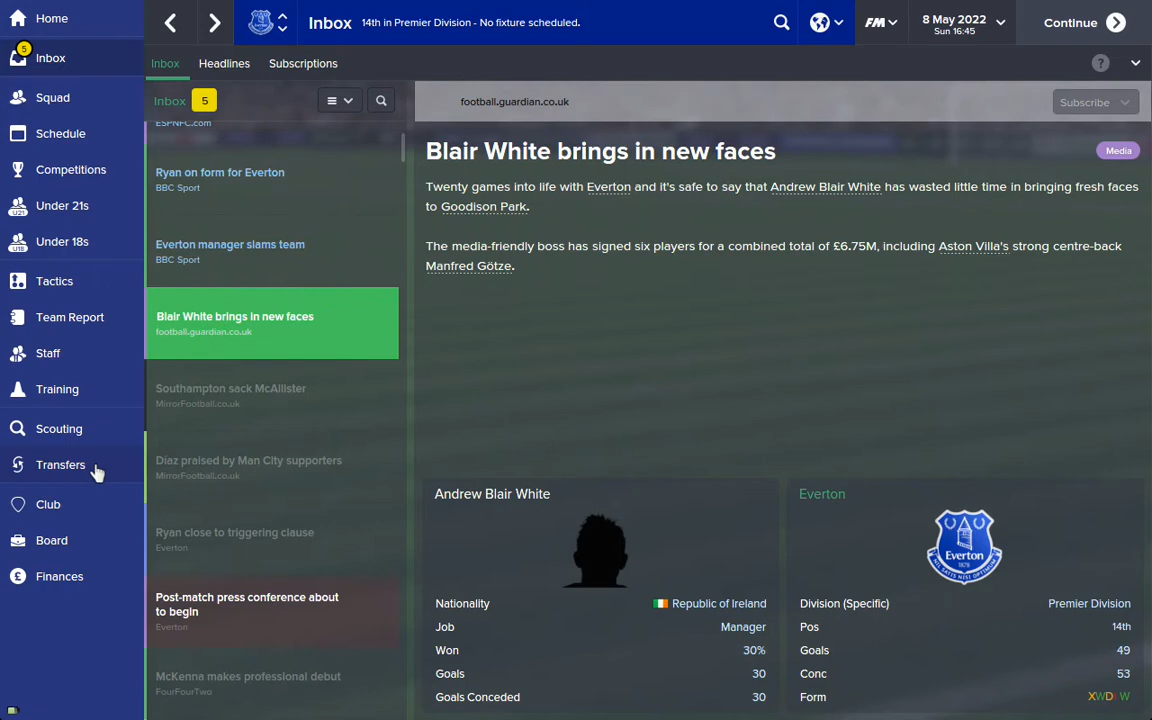 Home
5
Inbox
Squad
Schedule
Competitions
U21
Under 21s
U18
Under 18s
Tactics
Team Report
Staff
Training
Scouting
Transfers
Club
Board
Finances
Inbox
14th in Premier Division - No fixture scheduled.
FM
8 May 2022
Sun 16:45
Continue
Inbox
Headlines
Subscriptions
?
Inbox
5
ESPNFC.com
Ryan on form for Everton
BBC Sport
Everton manager slams team
BBC Sport
Blair White brings in new faces
football.guardian.co.uk
Southampton sack McAllister
MirrorFootball.co.uk
Díaz praised by Man City supporters
MirrorFootball.co.uk
Ryan close to triggering clause
Everton
Post-match press conference about
to begin
Everton
McKenna makes professional debut
FourFourTwo
football.guardian.co.uk
Subscribe
Blair White brings in new faces
Media
Twenty games into life with Everton and it's safe to say that Andrew Blair White has wasted little time in bringing fresh faces
to Goodison Park.
The media-friendly boss has signed six players for a combined total of £6.75M, including Aston Villa's strong centre-back
Manfred Götze.
Andrew Blair White
Nationality
Republic of Ireland
Job
Manager
Won
30%
Goals
30
Goals Conceded
30
Everton
Everton
1878
NIL SATIS NISI OPTIMUM
Division (Specific)
Premier Division
Pos
14th
Goals
49
Conc
53
Form